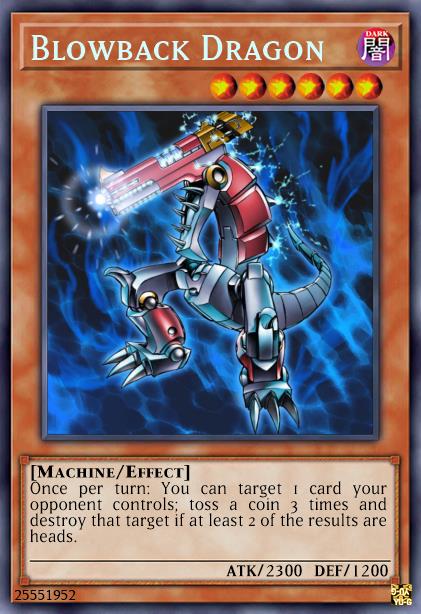 BLOWBACK DRAGON
DARK
闇
[MACHINE/EFFECT]
Once per turn: You can target 1 card your
opponent controls; toss a coin 3 times and
destroy that target if at least 2 of the results are
heads.
ATK/2300 DEF/1200
25551952